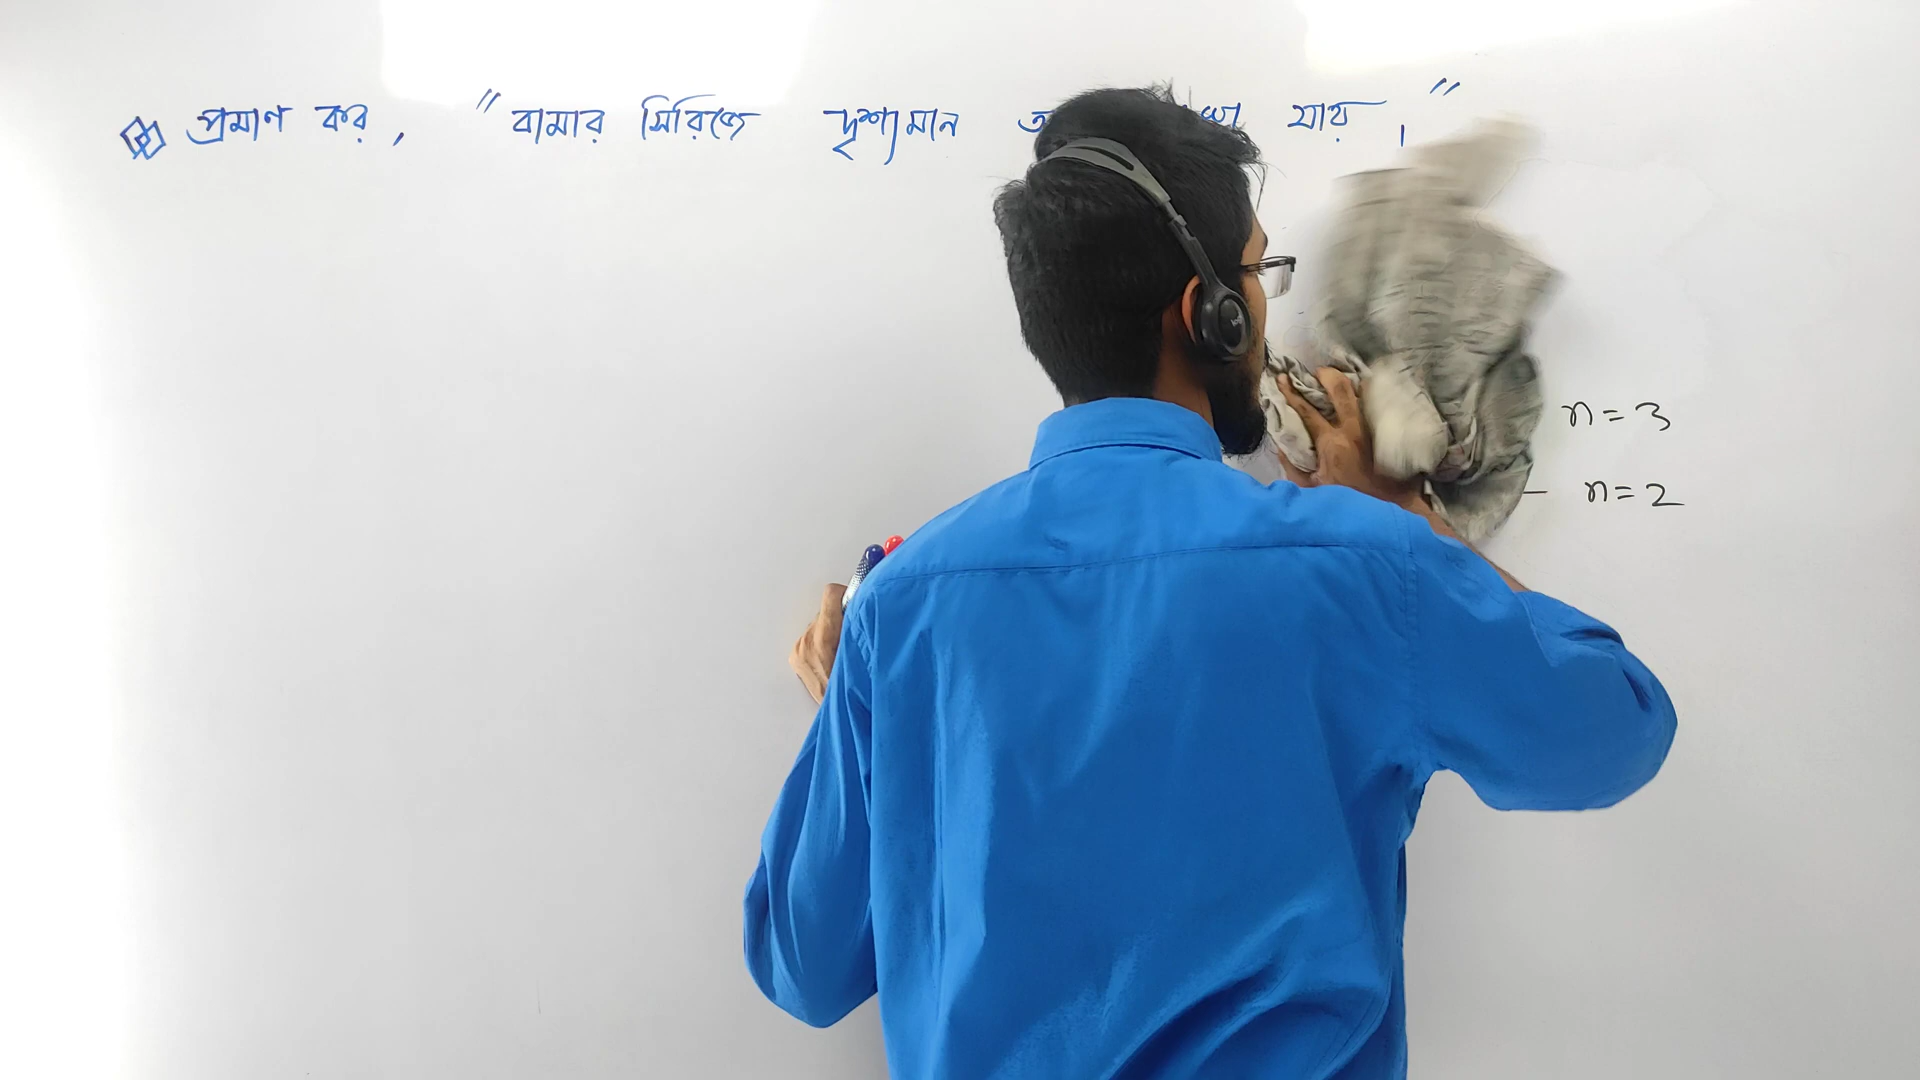 প্রমাণ কর, "বামার সিরিজে দৃশ্যমান যায়।"
n = 3
n = 2